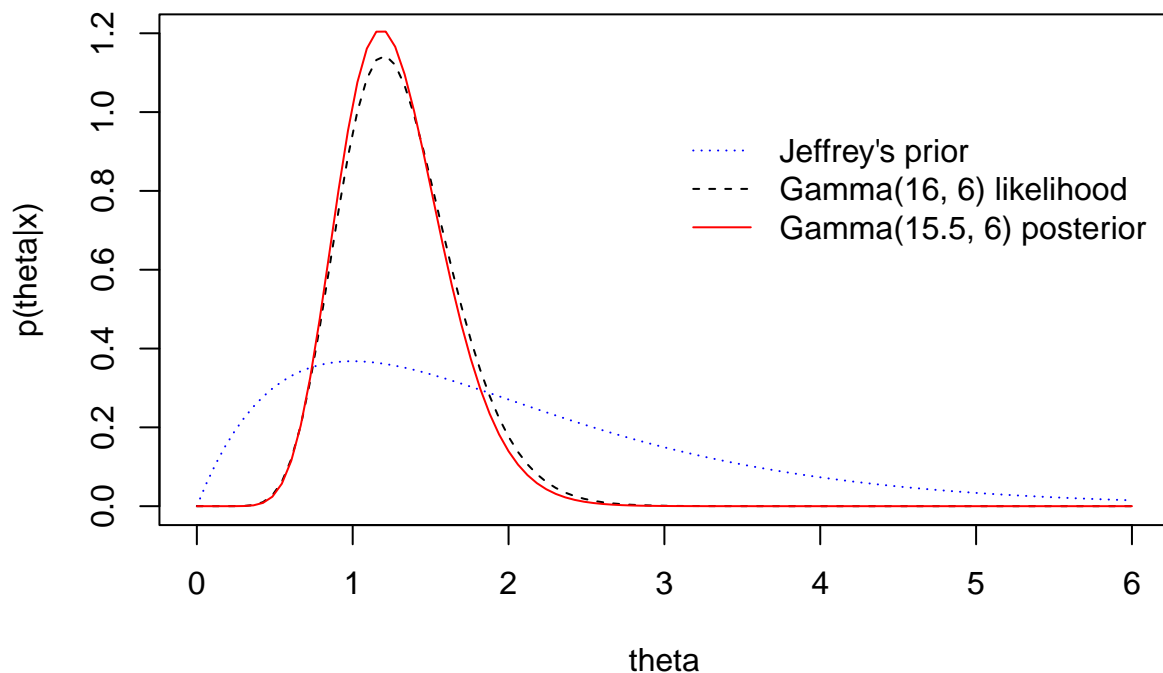 p(theta|x)
1.2
1.0
0.8
0.6
0.4
0.2
0.0
Jeffrey's prior
Gamma(16, 6) likelihood
Gamma(15.5, 6) posterior
0 1 2 3 4 5 6
theta